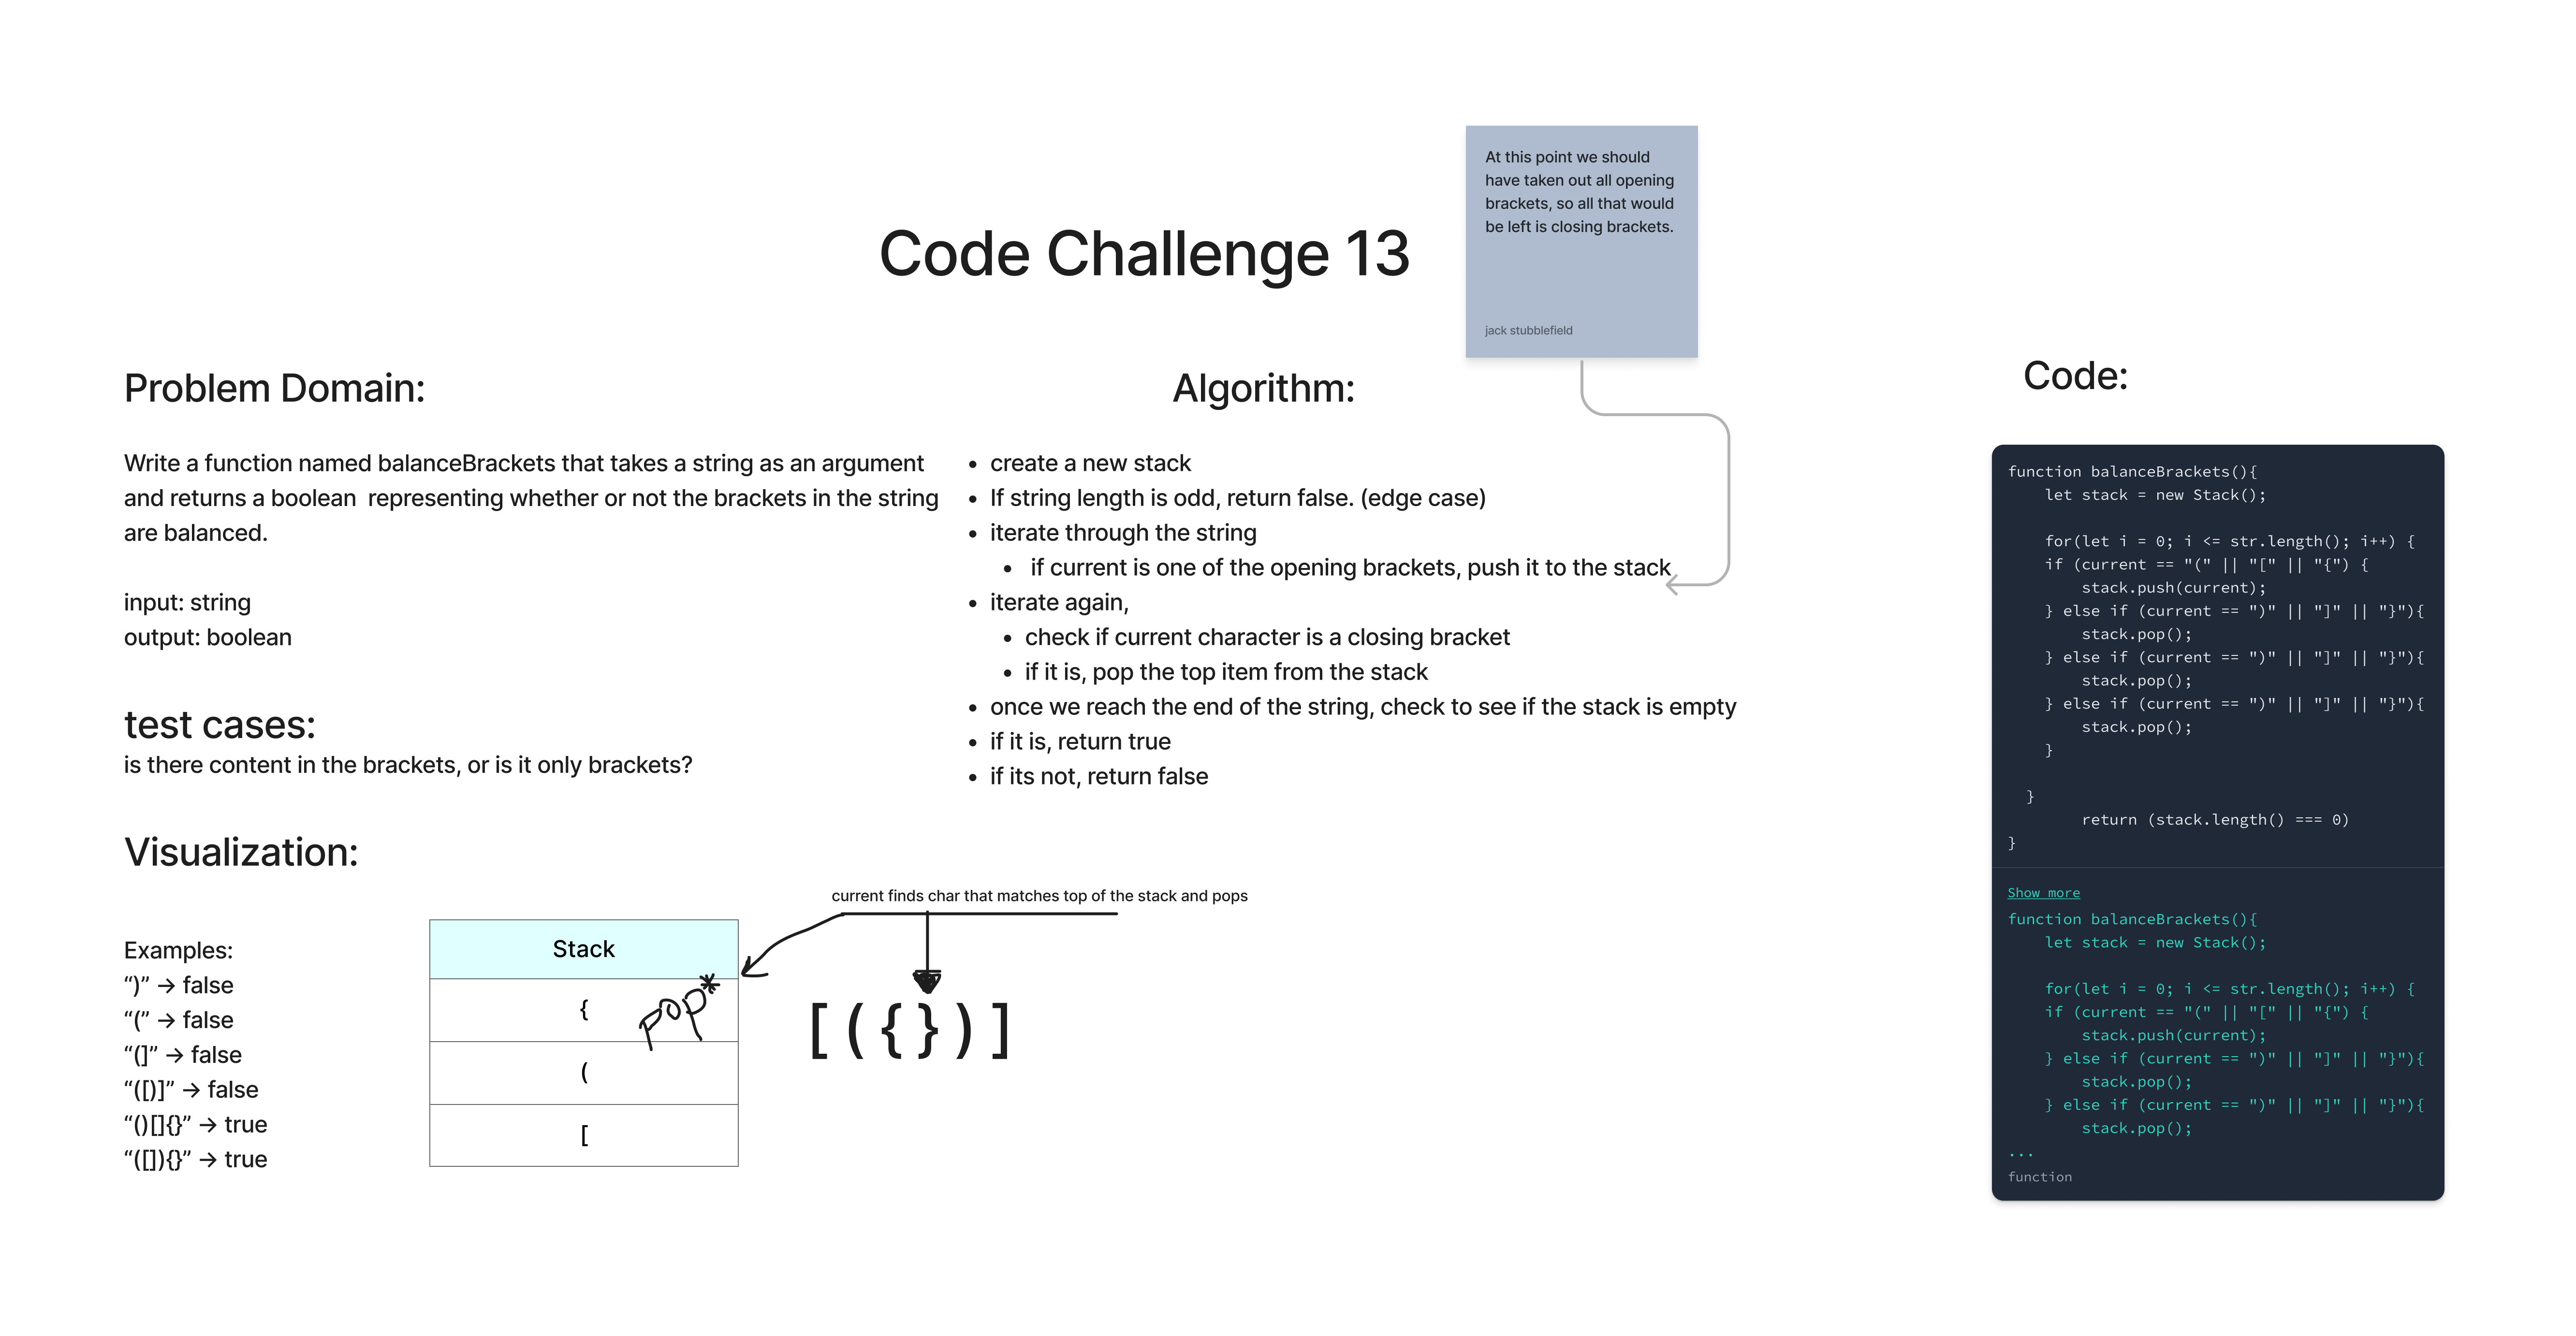 Code Challenge 13
At this point we should
have taken out all opening
brackets, so all that would
be left is closing brackets.
jack stubblefield
Problem Domain:
Write a function named balanceBrackets that takes a string as an argument
and returns a boolean  representing whether or not the brackets in the string
are balanced.
input: string
output: boolean
test cases:
is there content in the brackets, or is it only brackets?
Algorithm:
• create a new stack
• If string length is odd, return false. (edge case)
• iterate through the string
• if current is one of the opening brackets, push it to the stack
• iterate again,
• check if current character is a closing bracket
• if it is, pop the top item from the stack
• once we reach the end of the string, check to see if the stack is empty
• if it is, return true
• if its not, return false
Visualization:
Examples:
“)” → false
“(” → false
“(]” → false
“([)]” → false
“()[]{}” → true
“([]){}” → true
Stack
{
pop*
(
[
current finds char that matches top of the stack and pops
[({})]
Code:
function balanceBrackets(){
    let stack = new Stack();
    for(let i = 0; i <= str.length(); i++) {
    if (current == "(" || "[" || "{") {
        stack.push(current);
    } else if (current == ")" || "]" || "}"){
        stack.pop();
    } else if (current == ")" || "]" || "}"){
        stack.pop();
    } else if (current == ")" || "]" || "}"){
        stack.pop();
    }
  }
        return (stack.length() === 0)
}
Show more
function balanceBrackets(){
    let stack = new Stack();
    for(let i = 0; i <= str.length(); i++) {
    if (current == "(" || "[" || "{") {
        stack.push(current);
    } else if (current == ")" || "]" || "}"){
        stack.pop();
    } else if (current == ")" || "]" || "}"){
        stack.pop();
...
function